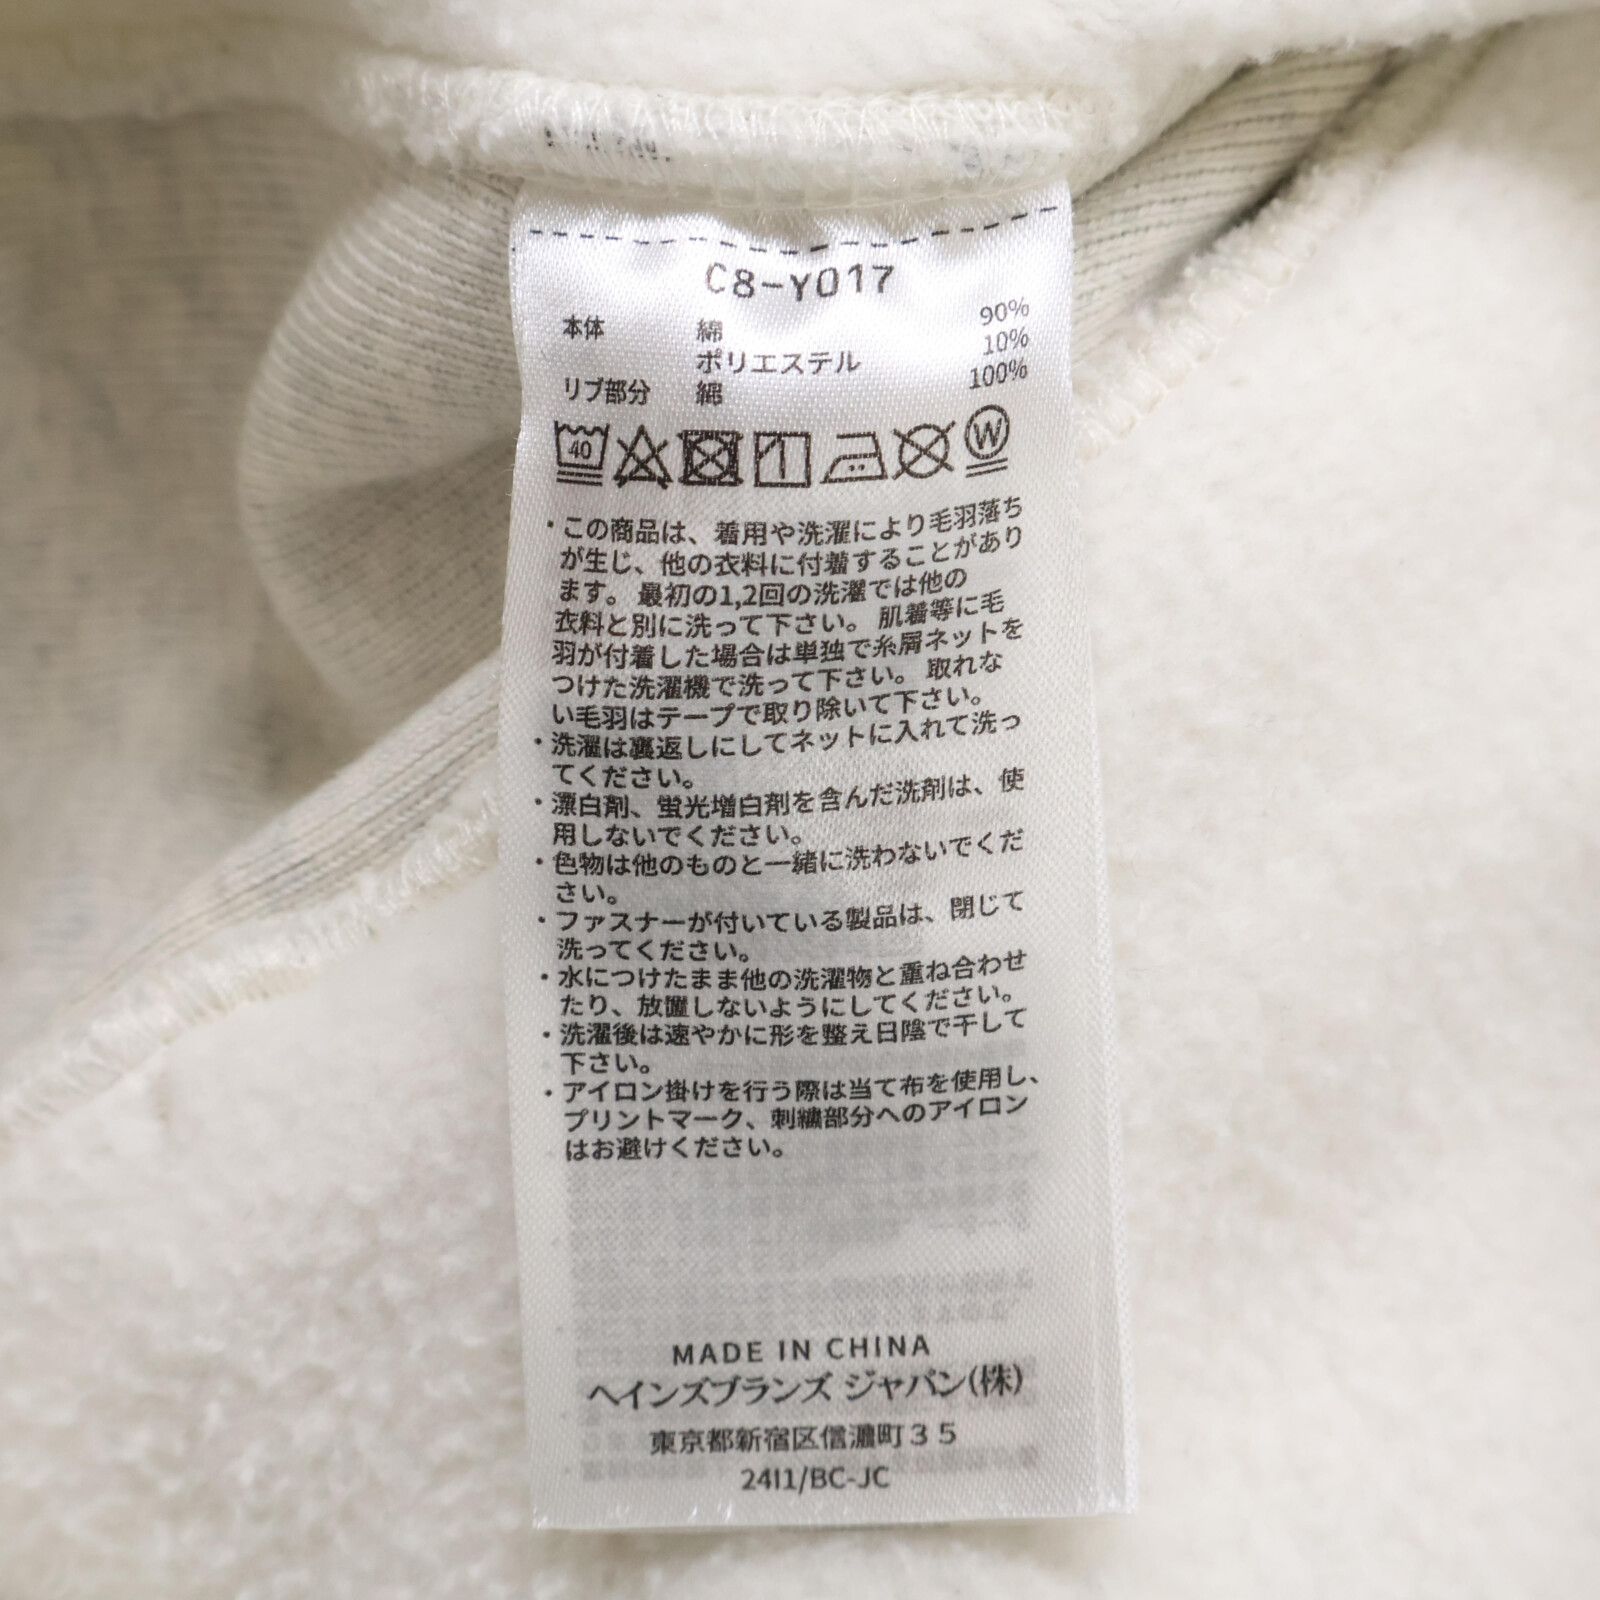 C8-Y017
本体 綿 90%
ポリエステル 10%
リブ部分 綿 100%
40 W
・この商品は、着用や洗濯により毛羽落ち
が生じ、他の衣料に付着することがあり
ます。最初の1,2回の洗濯では他の
衣料と別に洗って下さい。肌着等に毛
羽が付着した場合は単独で糸屑ネットを
つけた洗濯機で洗って下さい。取れな
い毛羽はテープで取り除いて下さい。
・洗濯は裏返しにしてネットに入れて洗っ
てください。
・漂白剤、蛍光増白剤を含んだ洗剤は、使
用しないでください。
・色物は他のものと一緒に洗わないでくだ
さい。
・ファスナーが付いている製品は、閉じて
洗ってください。
・水につけたまま他の洗濯物と重ね合わせ
たり、放置しないようにしてください。
・洗濯後は速やかに形を整え日陰で干して
下さい。
・アイロン掛けを行う際は当て布を使用し、
プリントマーク、刺繍部分へのアイロン
はお避けください。
MADE IN CHINA
ヘインズブランズ ジャパン(株)
東京都新宿区信濃町35
24I1/BC-JC